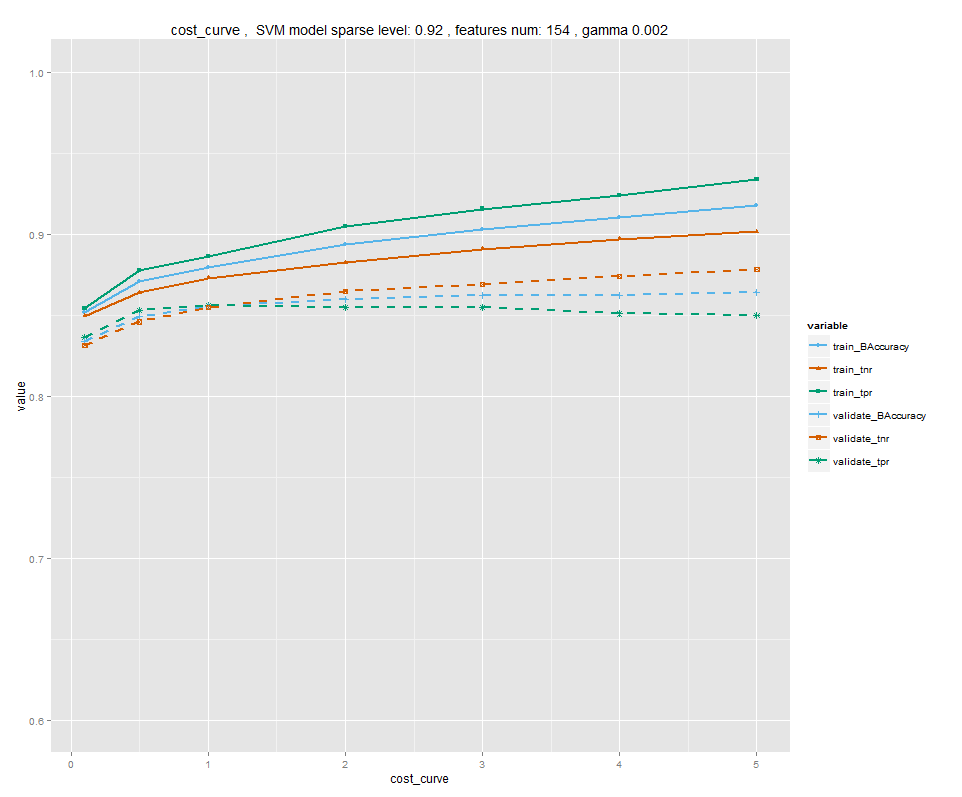 cost_curve ,  SVM model sparse level: 0.92 , features num: 154 , gamma 0.002
1.0
0.9
0.8
0.7
0.6
value
0 1 2 3 4 5
cost_curve
variable
train_BAccuracy
train_tnr
train_tpr
validate_BAccuracy
validate_tnr
validate_tpr